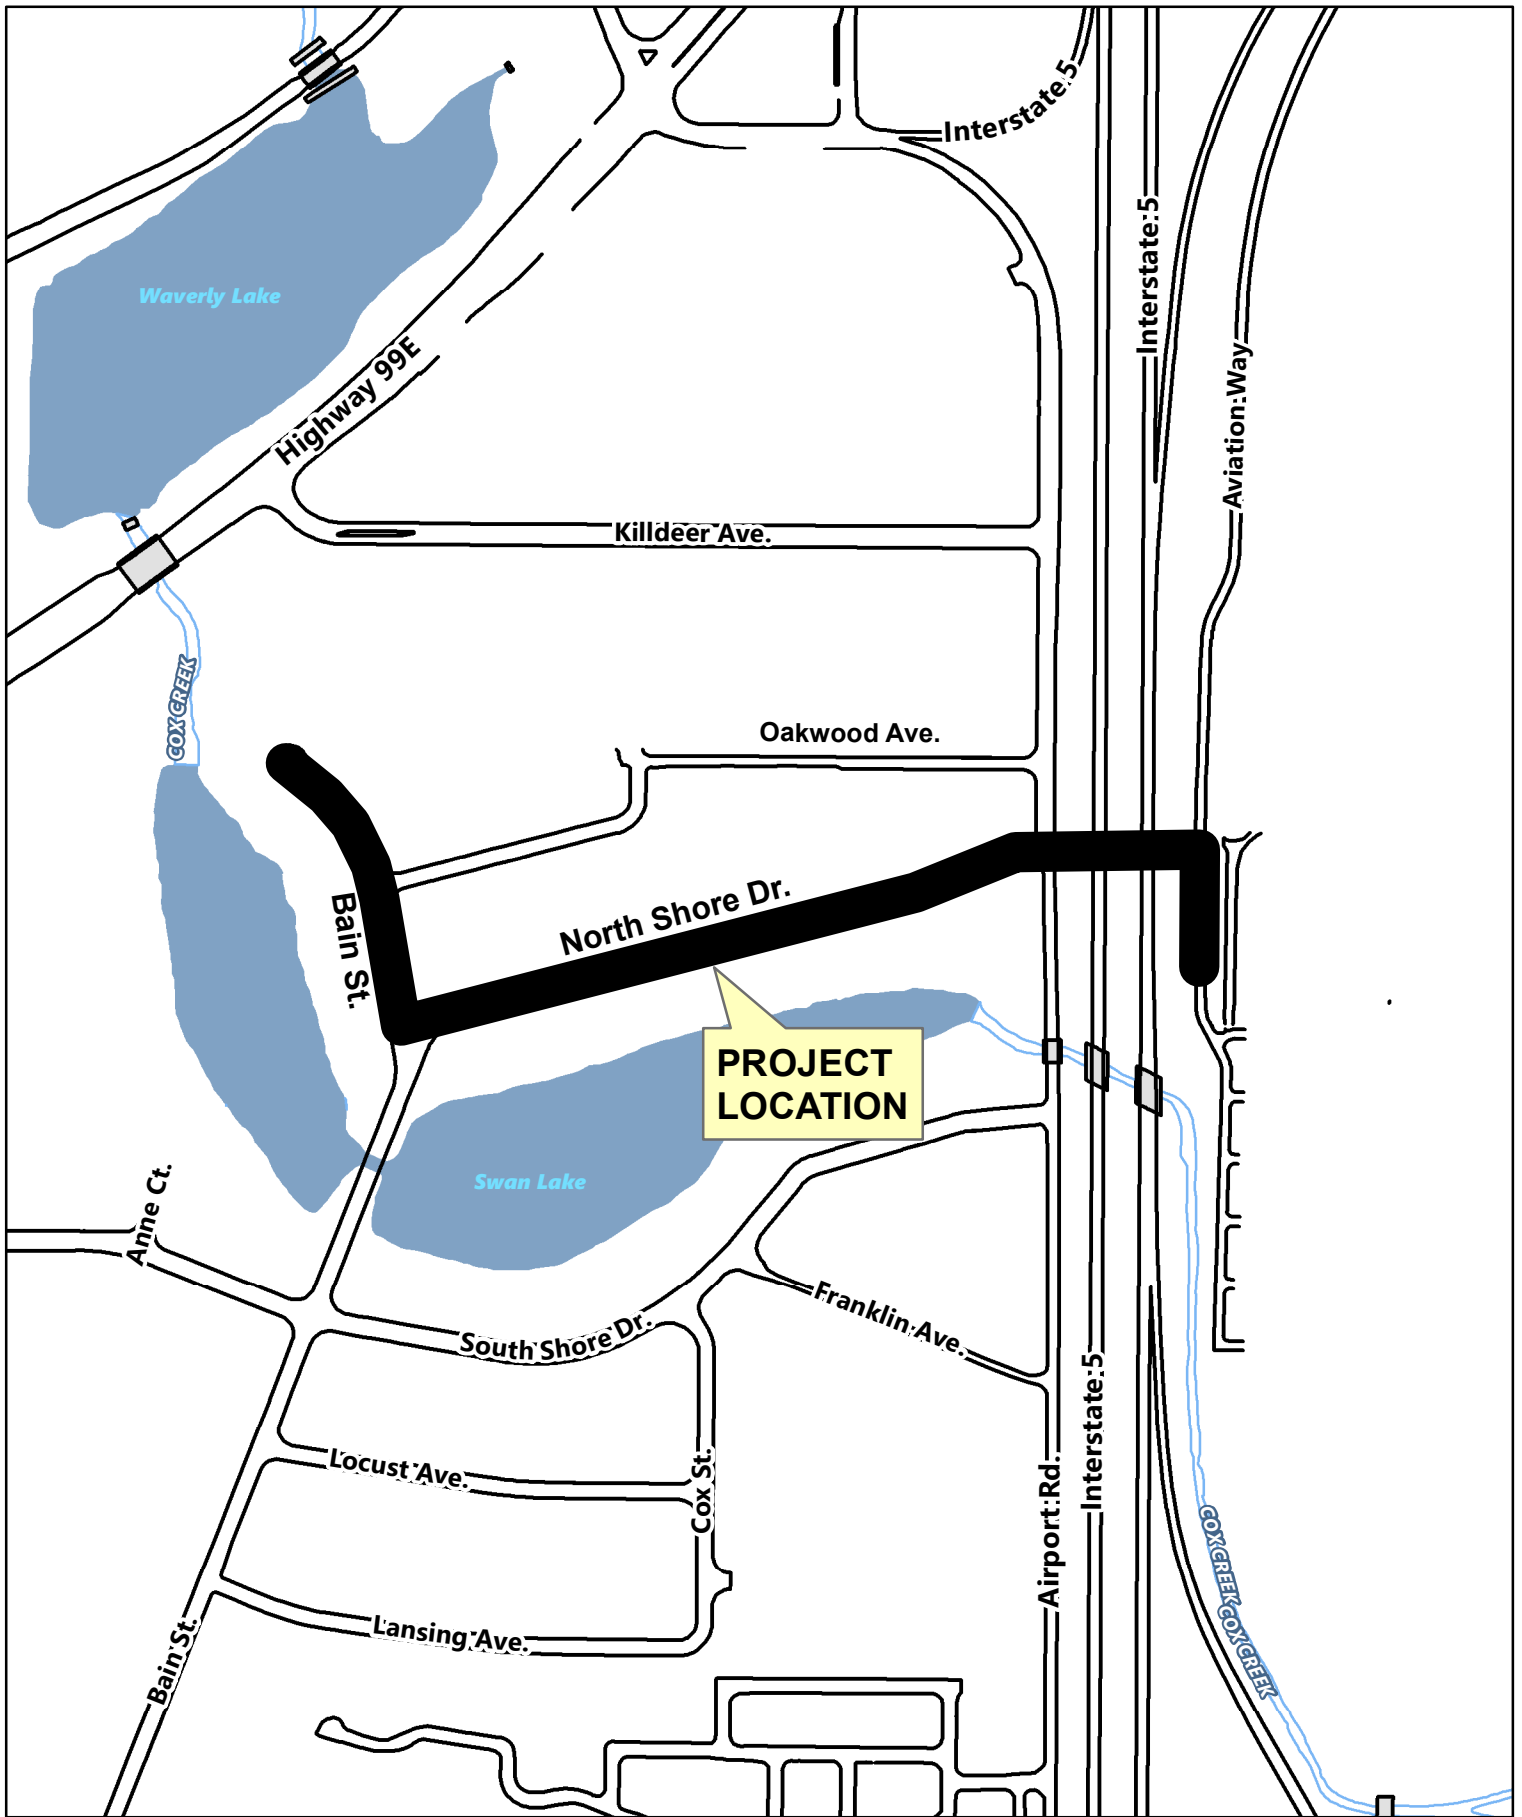 Interstate 5
Interstate 5
Waverly Lake
Highway 99E
Aviation Way
Killdeer Ave.
COX CREEK
Oakwood Ave.
North Shore Dr.
Bain St.
PROJECT
LOCATION
Swan Lake
Anne Ct.
South Shore Dr.
Franklin Ave.
Interstate 5
Locust Ave.
Cox St.
Airport Rd.
COX CREEK
COX CREEK
Lansing Ave.
Bain St.